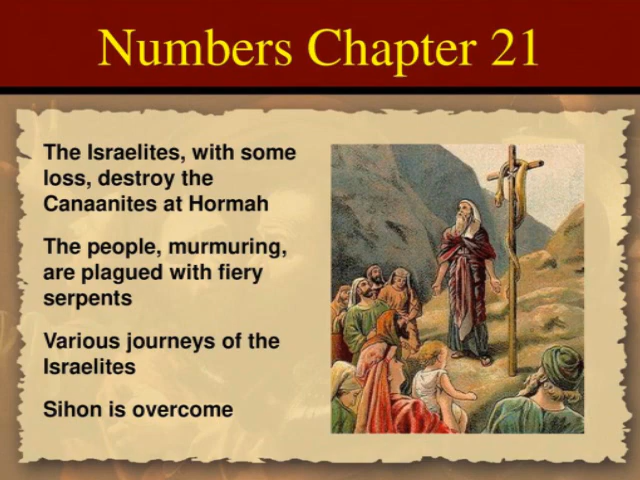 Numbers Chapter 21
The Israelites, with some
loss, destroy the
Canaanites at Hormah
The people, murmuring,
are plagued with fiery
serpents
Various journeys of the
Israelites
Sihon is overcome